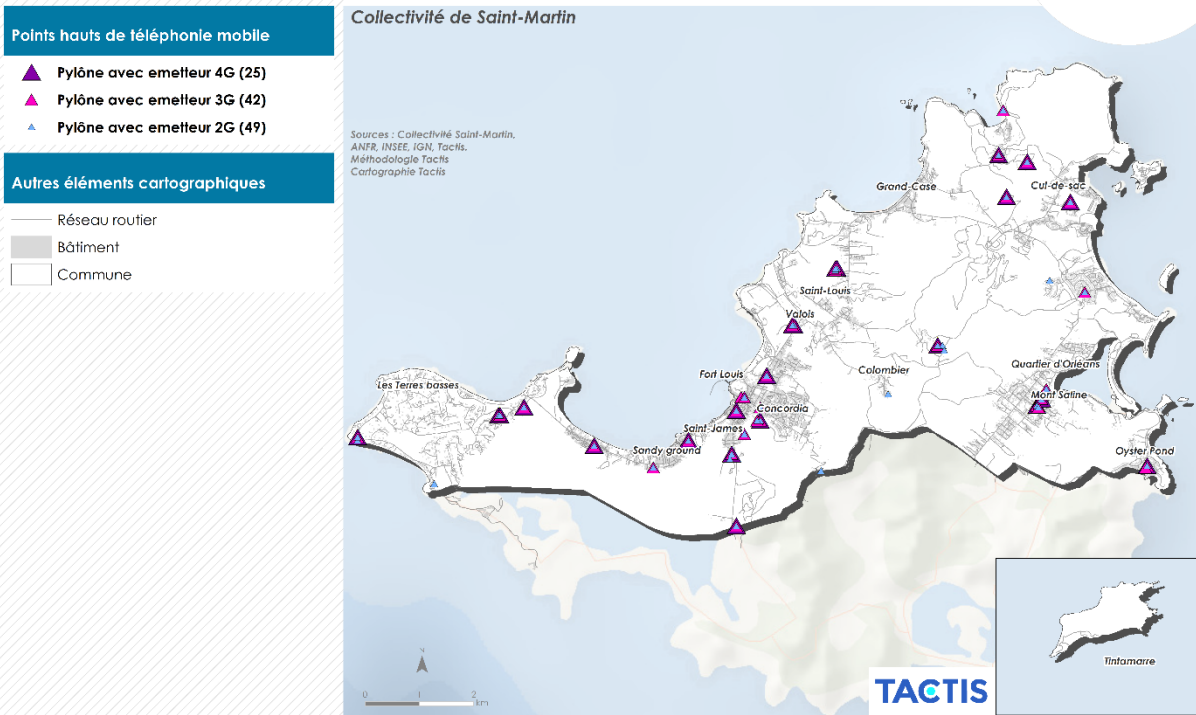 Points hauts de téléphonie mobile
Pylône avec emetteur 4G (25)
Pylône avec emetteur 3G (42)
Pylône avec emetteur 2G (49)
Autres éléments cartographiques
Réseau routier
Bâtiment
Commune
Collectivité de Saint-Martin
Sources : Collectivité Saint-Martin,
ANFR, INSEE, IGN, Tactis.
Méthodologie Tactis
Cartographie Tactis
Grand-Case
Cul-de-sac
Saint-Louis
Valois
Fort Louis
Colombier
Quartier d'Orléans
Les Terres basses
Mont Saline
Concordia
Saint-James
Sandy ground
Oyster Pond
Tintamarre
N
0 1 2
km
TACTIS